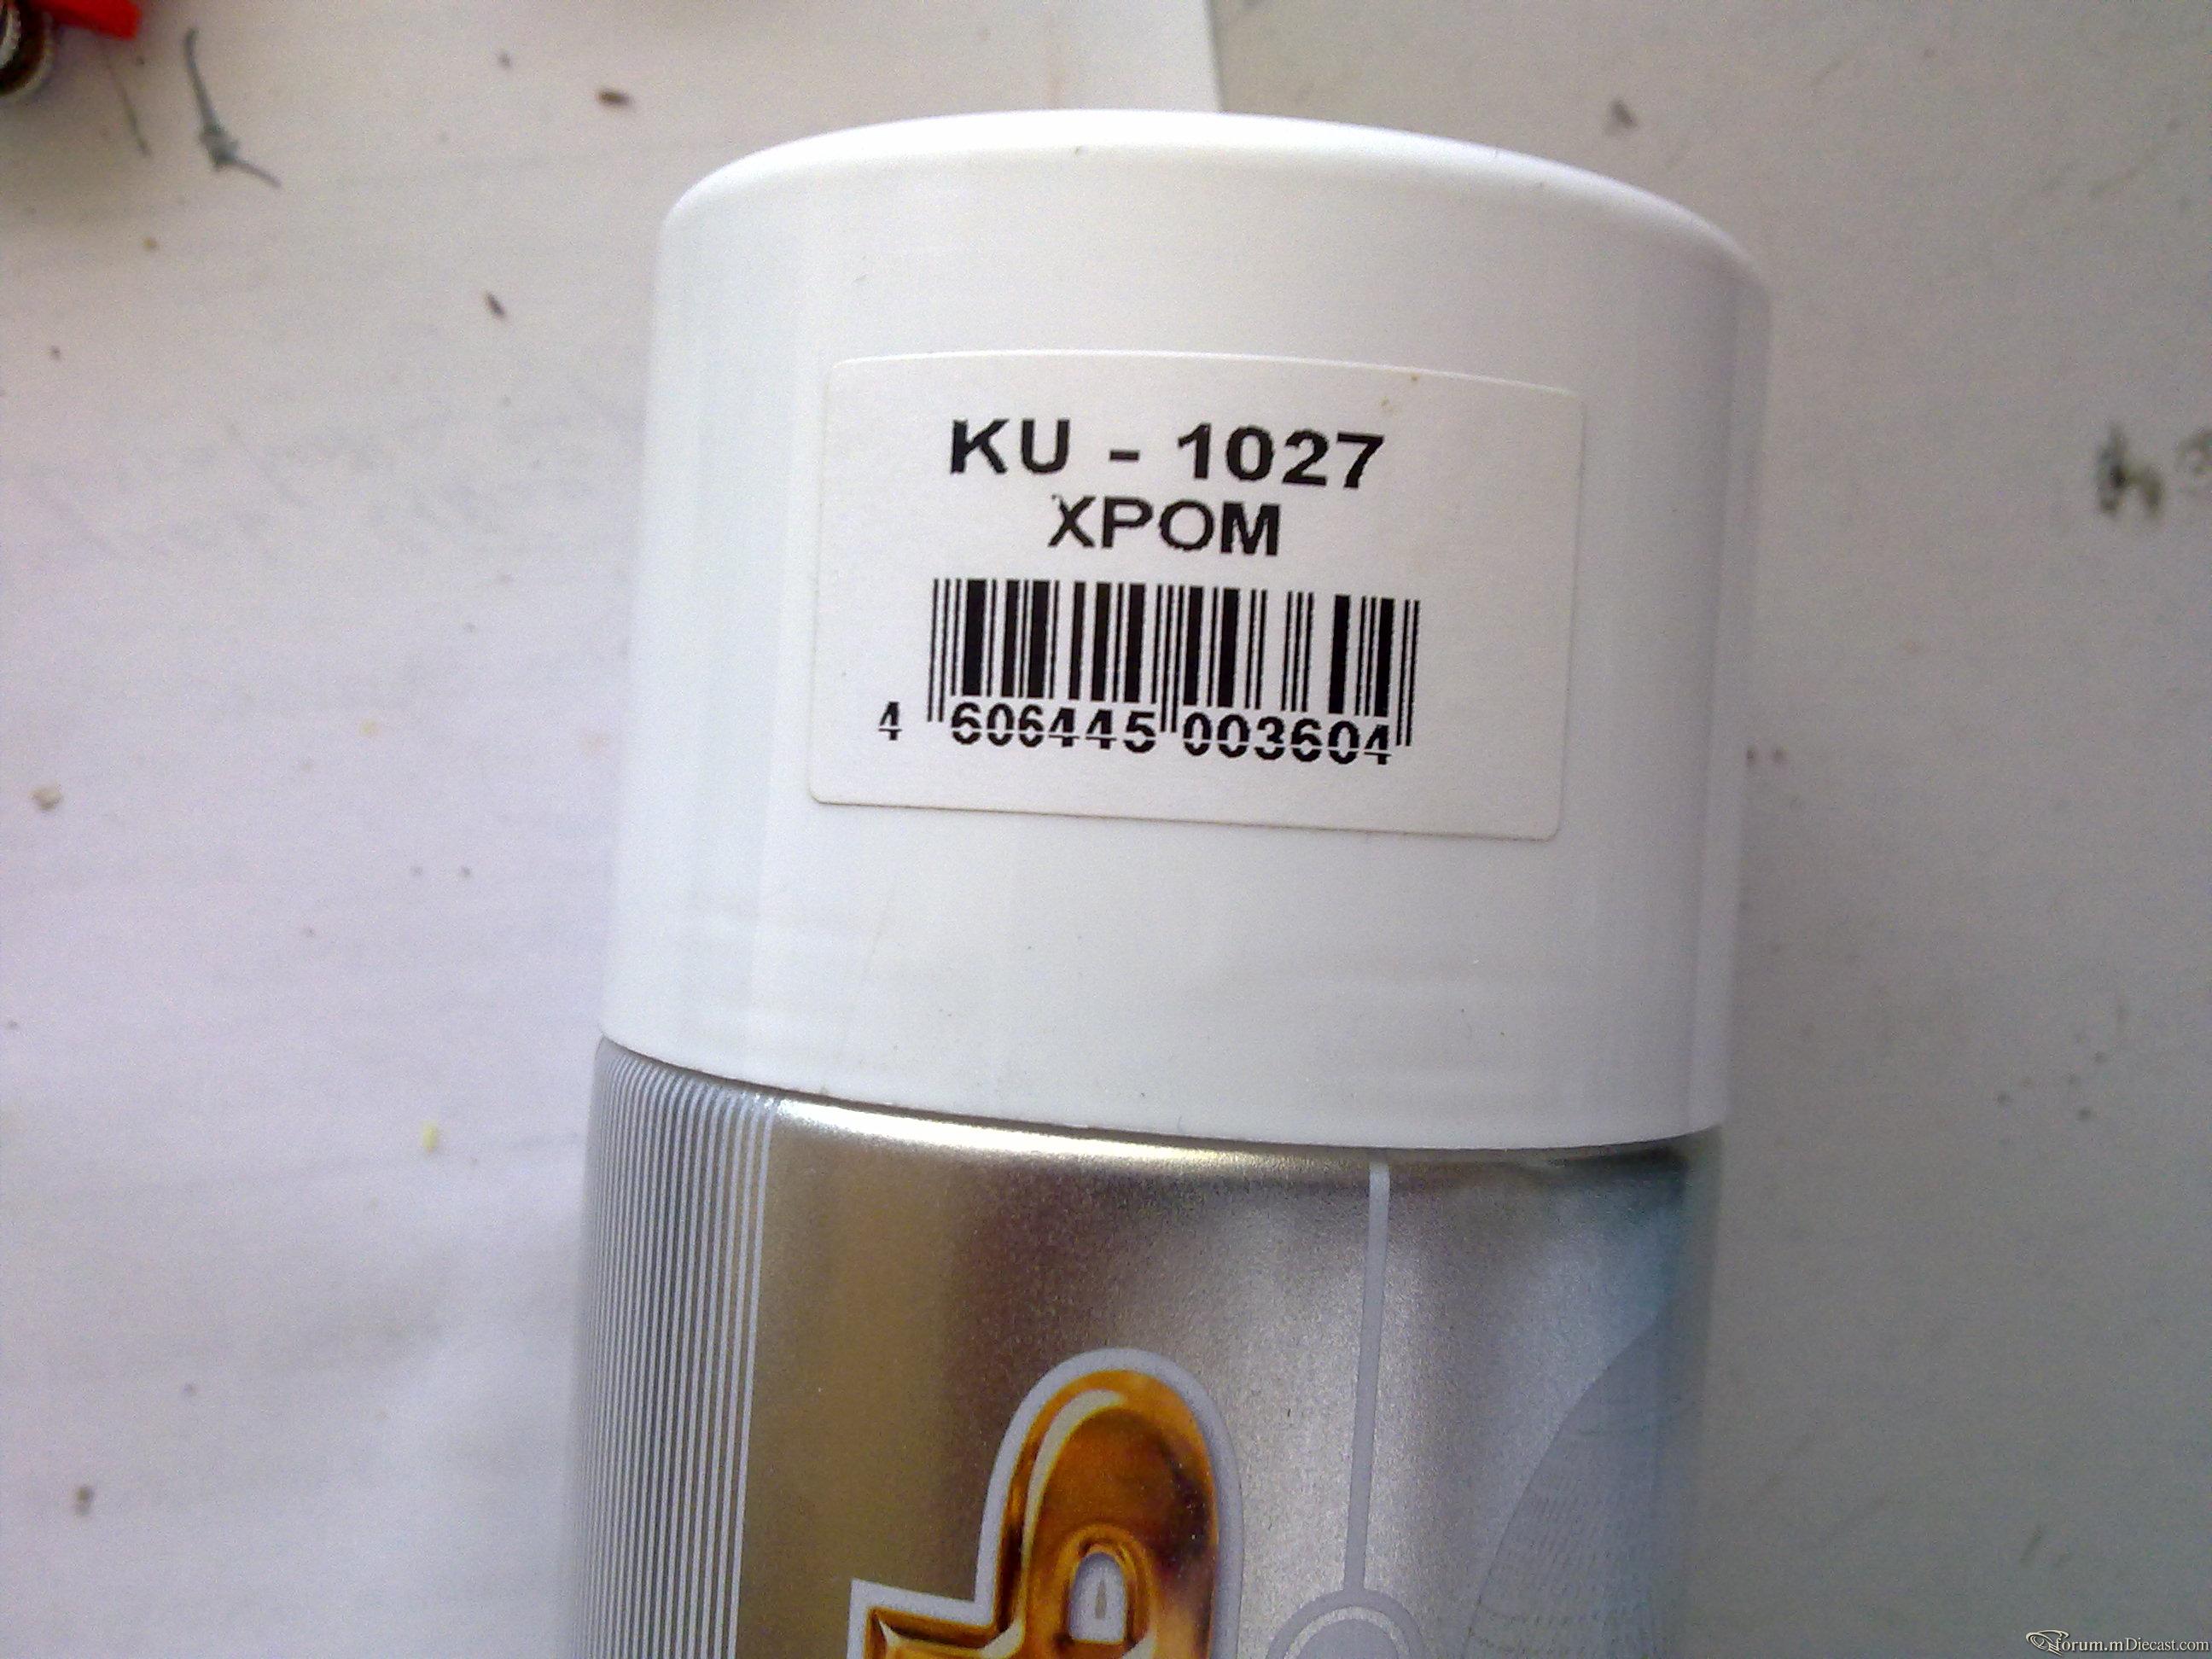 KU - 1027
ХРОМ
4 606445 003604
forum.mDiecast.com